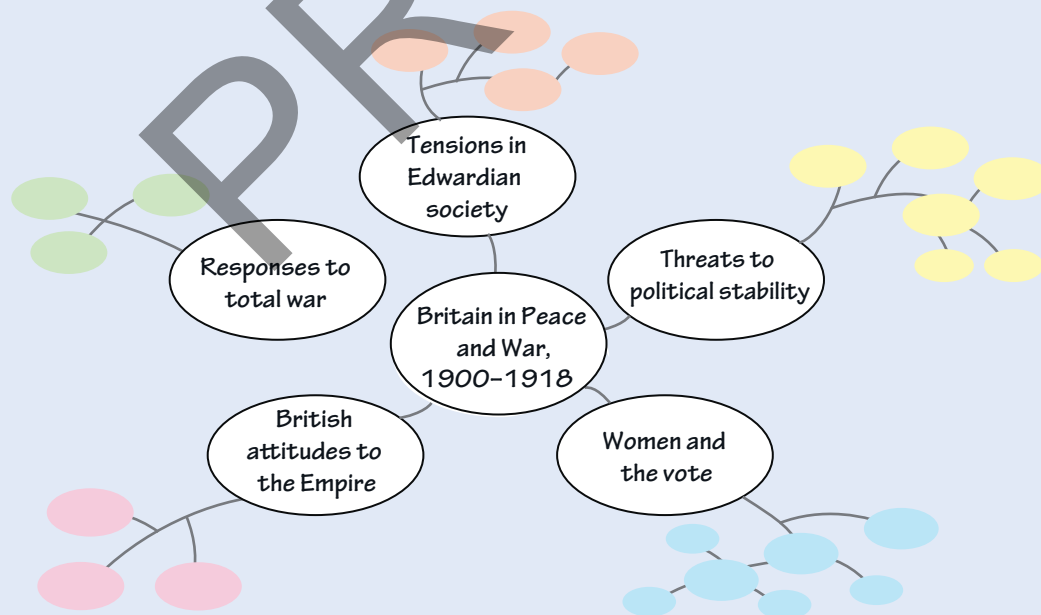 PR
Tensions in
Edwardian
society
Threats to
political stability
Responses to
total war
Britain in Peace
and War,
1900–1918
British
attitudes to
the Empire
Women and
the vote